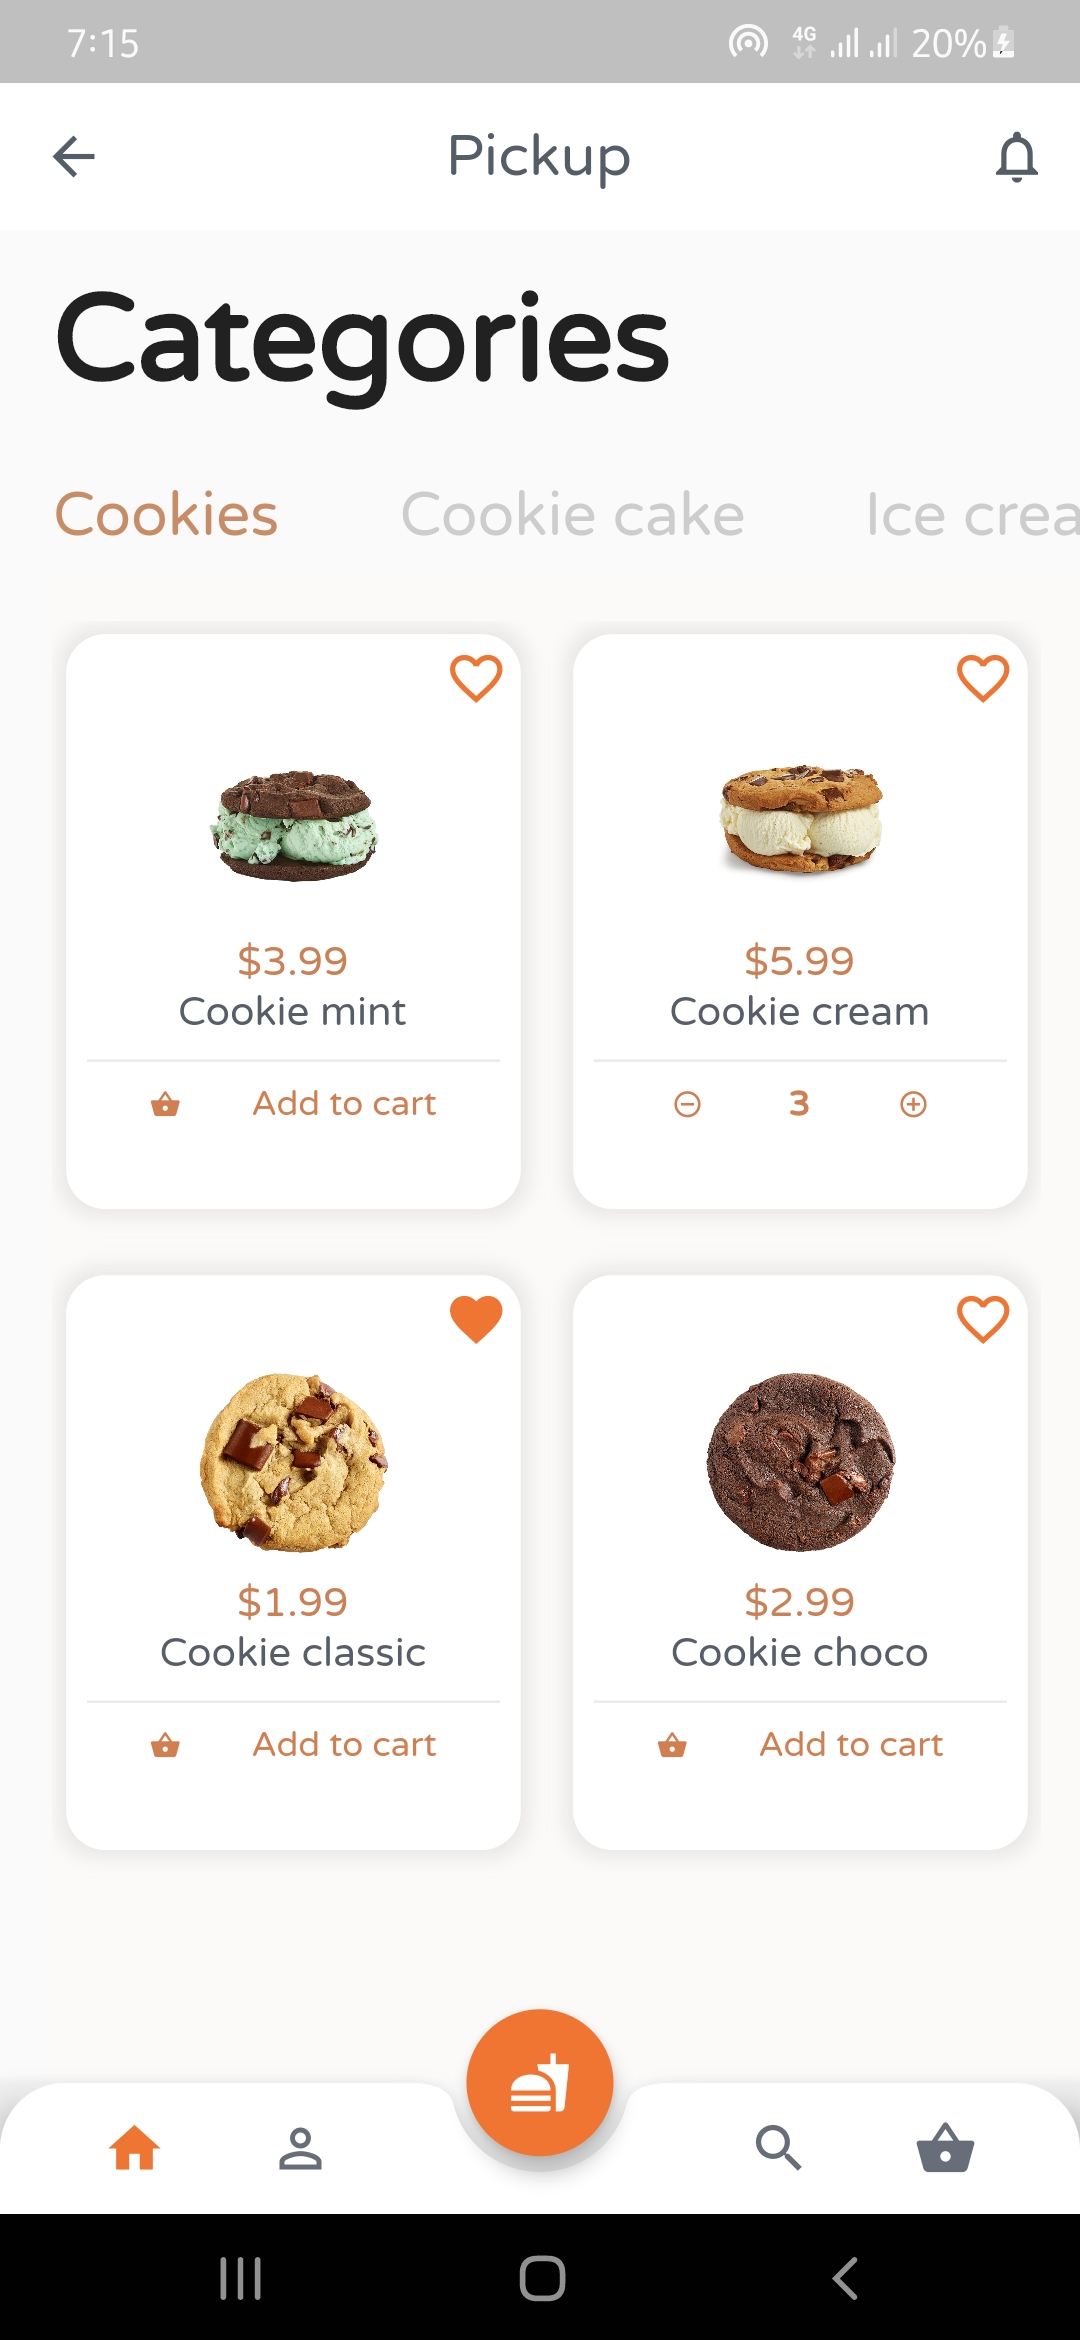 7:15 4G 20%
Pickup
Categories
Cookies Cookie cake Ice crea
$3.99
Cookie mint
Add to cart
$5.99
Cookie cream
3
$1.99
Cookie classic
Add to cart
$2.99
Cookie choco
Add to cart